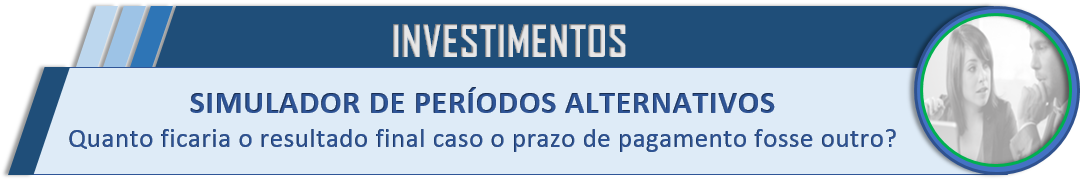 INVESTIMENTOS
SIMULADOR DE PERÍODOS ALTERNATIVOS
Quanto ficaria o resultado final caso o prazo de pagamento fosse outro?